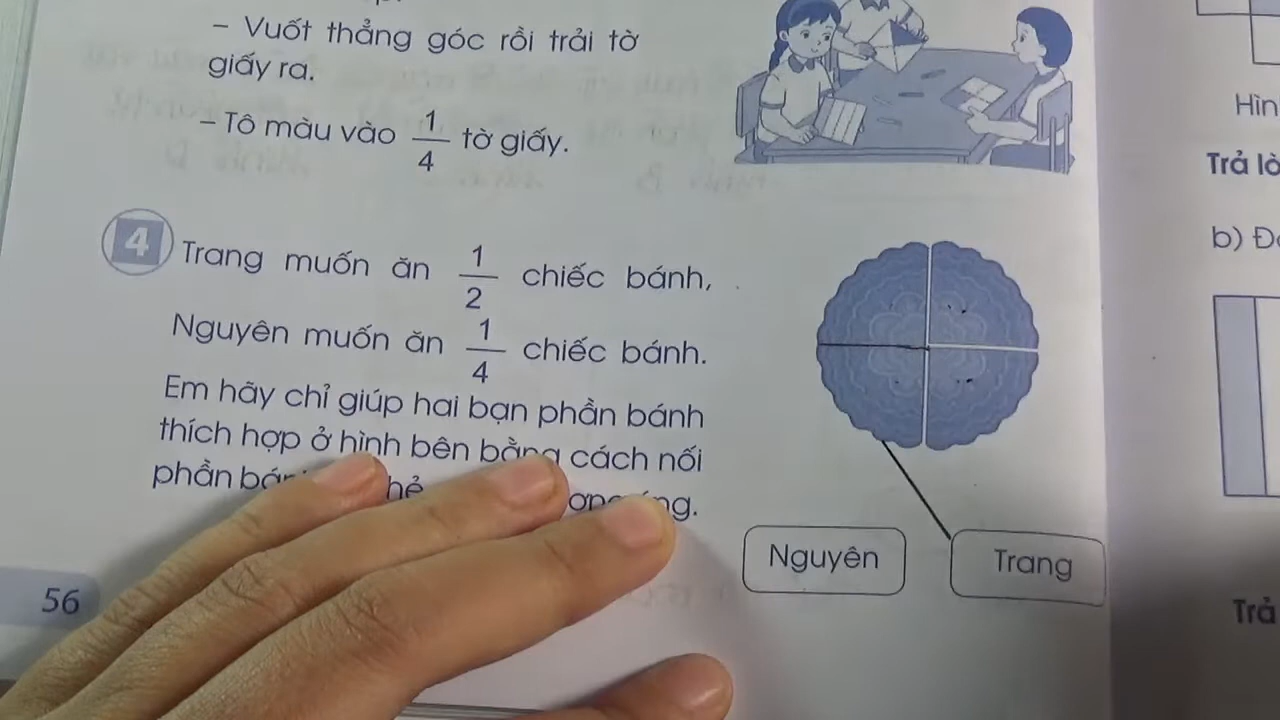 – Vuốt thẳng góc rồi trải tờ
giấy ra.
– Tô màu vào 1/4 tờ giấy.
4 Trang muốn ăn 1/2 chiếc bánh,
Nguyên muốn ăn 1/4 chiếc bánh.
Em hãy chỉ giúp hai bạn phần bánh
thích hợp ở hình bên bằng cách nối
phần
Nguyên
Trang
56
Hìn
Trả
b)
Trả